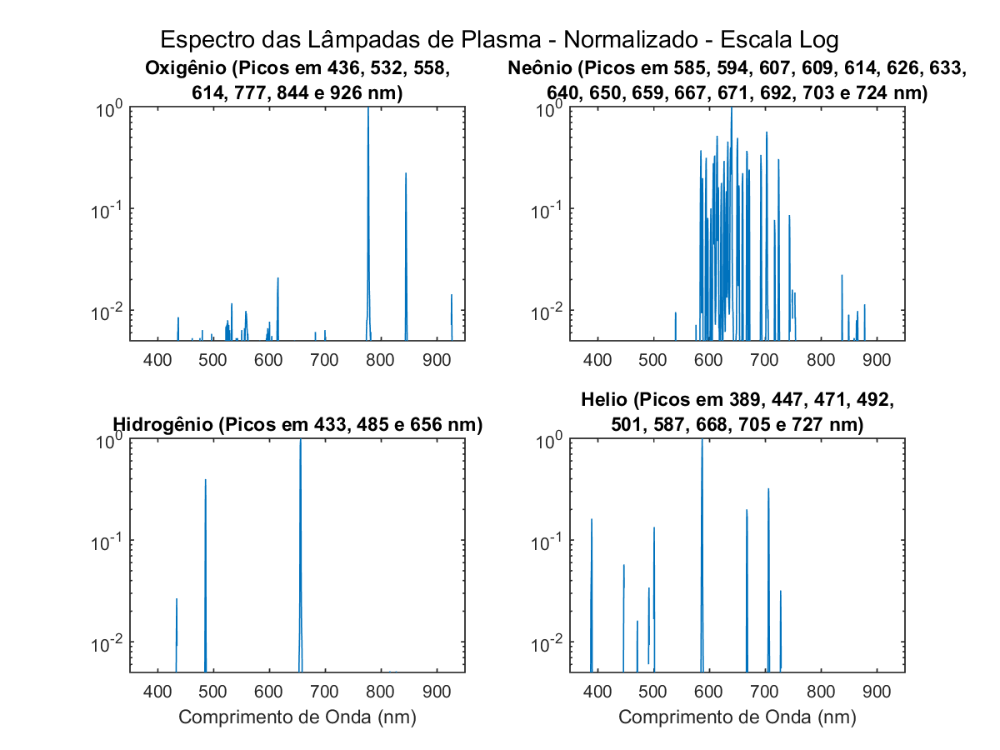 Espectro das Lâmpadas de Plasma - Normalizado - Escala Log
Oxigênio (Picos em 436, 532, 558,
614, 777, 844 e 926 nm)
10^0
10^-1
10^-2
400 500 600 700 800 900
Neônio (Picos em 585, 594, 607, 609, 614, 626, 633,
640, 650, 659, 667, 671, 692, 703 e 724 nm)
10^0
10^-1
10^-2
400 500 600 700 800 900
Hidrogênio (Picos em 433, 485 e 656 nm)
10^0
10^-1
10^-2
400 500 600 700 800 900
Comprimento de Onda (nm)
Helio (Picos em 389, 447, 471, 492,
501, 587, 668, 705 e 727 nm)
10^0
10^-1
10^-2
400 500 600 700 800 900
Comprimento de Onda (nm)